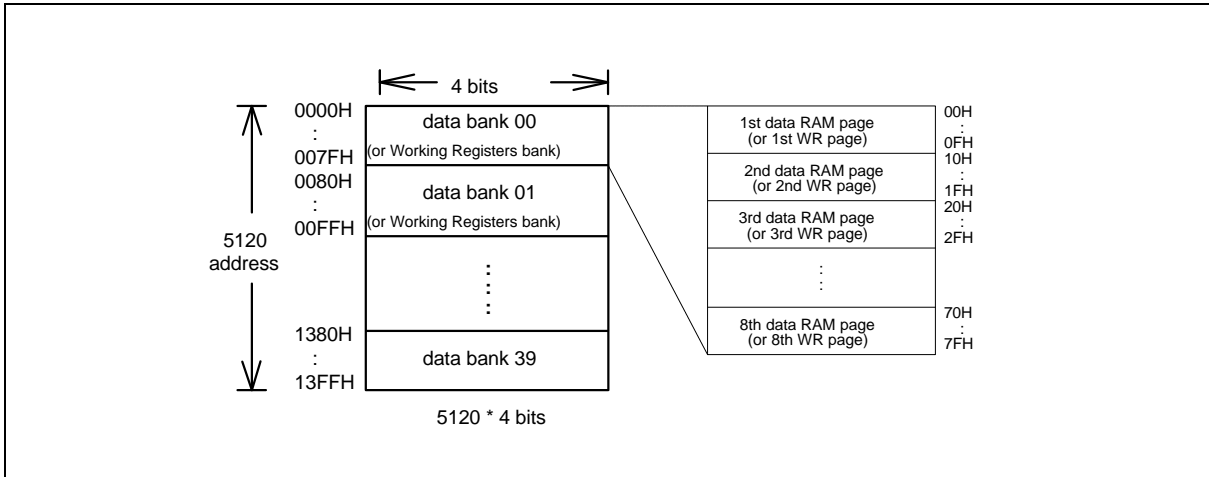 4 bits
0000H
:
007FH
data bank 00
(or Working Registers bank)
0080H
:
00FFH
data bank 01
(or Working Registers bank)
5120
address
:
:
1380H
:
13FFH
data bank 39
5120 * 4 bits
1st data RAM page
(or 1st WR page)
00H
:
0FH
2nd data RAM page
(or 2nd WR page)
10H
:
1FH
3rd data RAM page
(or 3rd WR page)
20H
:
2FH
:
:
8th data RAM page
(or 8th WR page)
70H
:
7FH